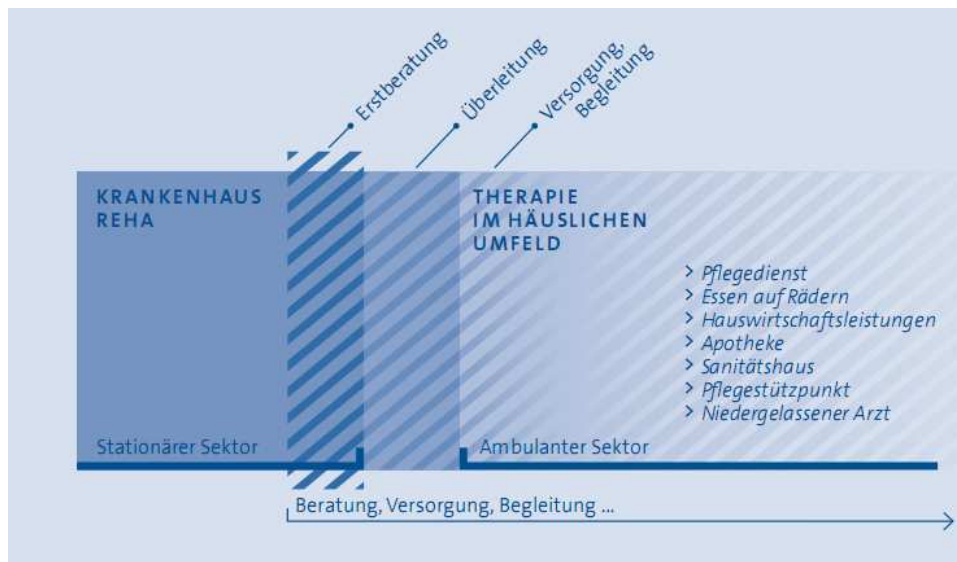 Erstberatung
Überleitung
Versorgung,
Begleitung
KRANKENHAUS
REHA
THERAPIE
IM HÄUSLICHEN
UMFELD
> Pflegedienst
> Essen auf Rädern
> Hauswirtschaftsleistungen
> Apotheke
> Sanitätshaus
> Pflegestützpunkt
> Niedergelassener Arzt
Stationärer Sektor
Ambulanter Sektor
Beratung, Versorgung, Begleitung ...